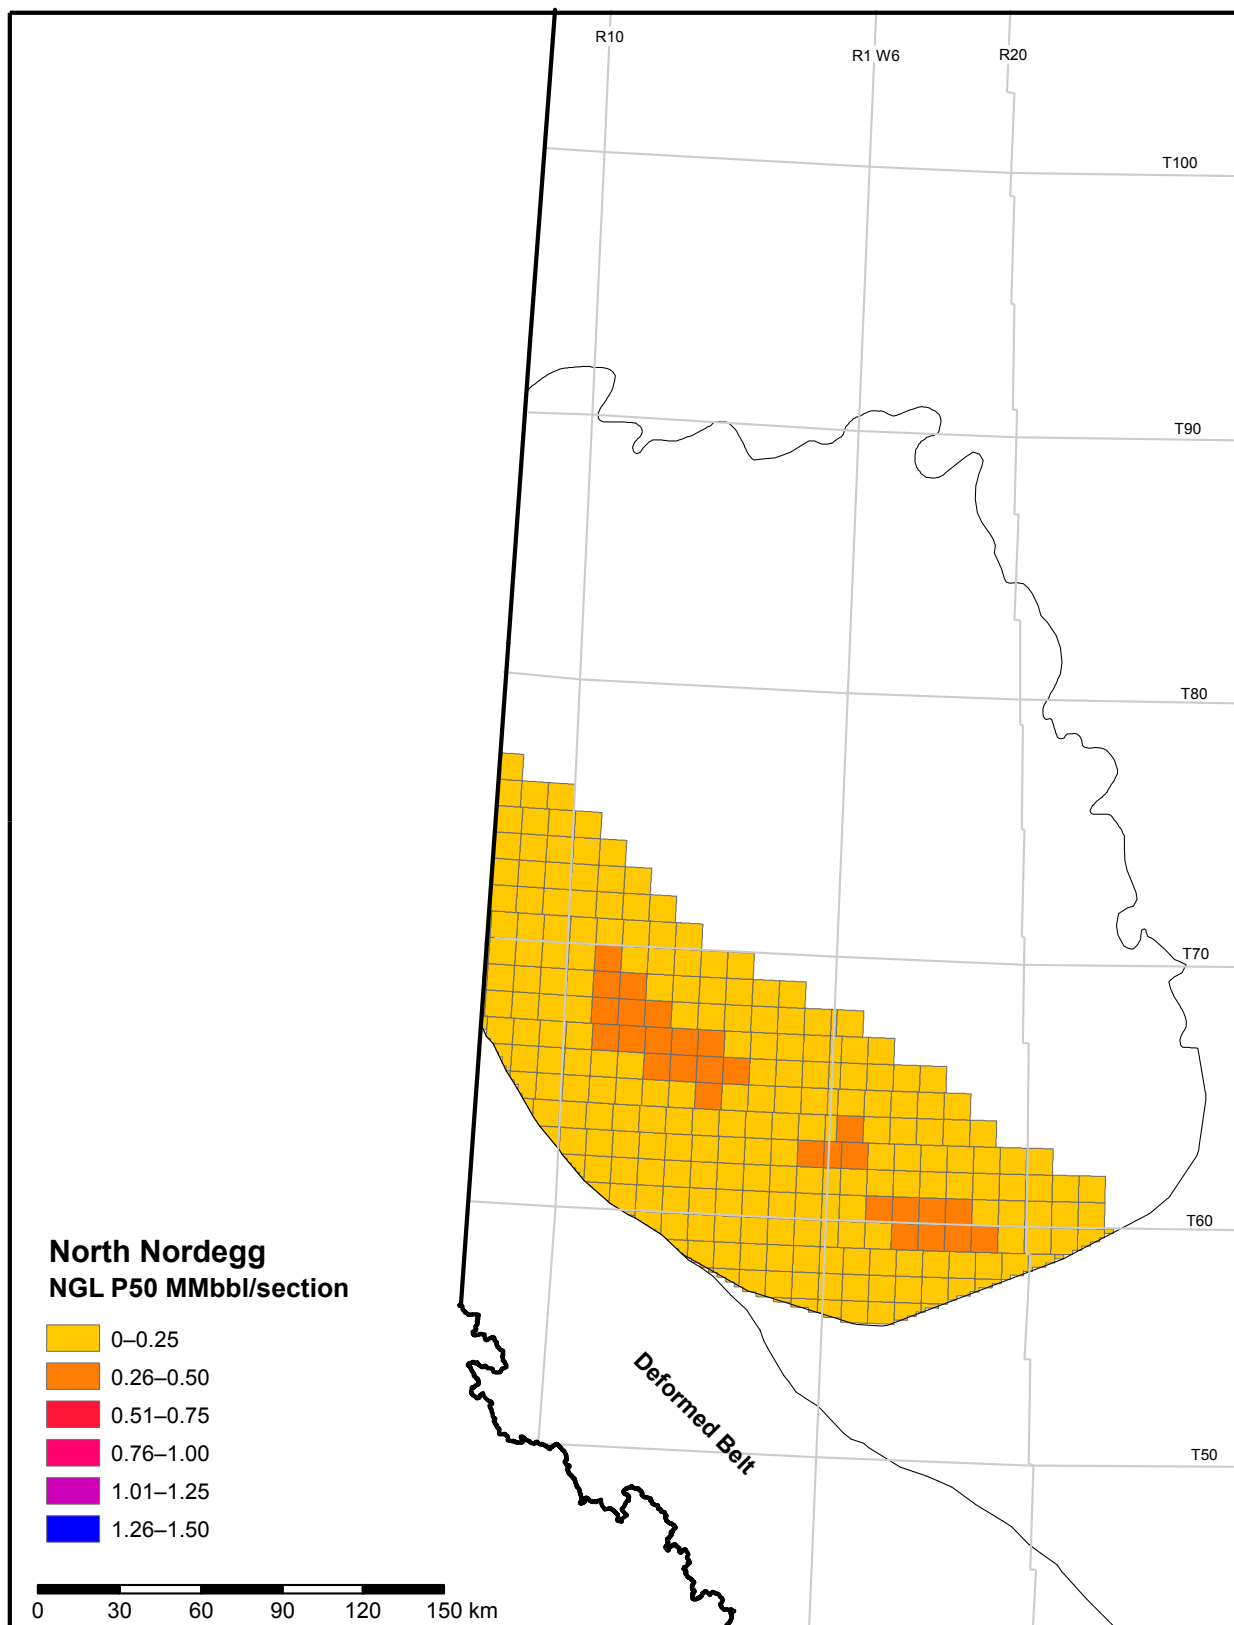 R10
R1 W6
R20
T100
T90
T80
T70
T60
T50
Deformed Belt
North Nordegg
NGL P50 MMbbl/section
0–0.25
0.26–0.50
0.51–0.75
0.76–1.00
1.01–1.25
1.26–1.50
0 30 60 90 120 150 km